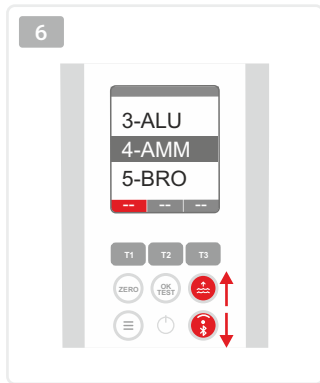 6
3-ALU
4-AMM
5-BRO
-- -- --
T1 T2 T3
ZERO OK TEST